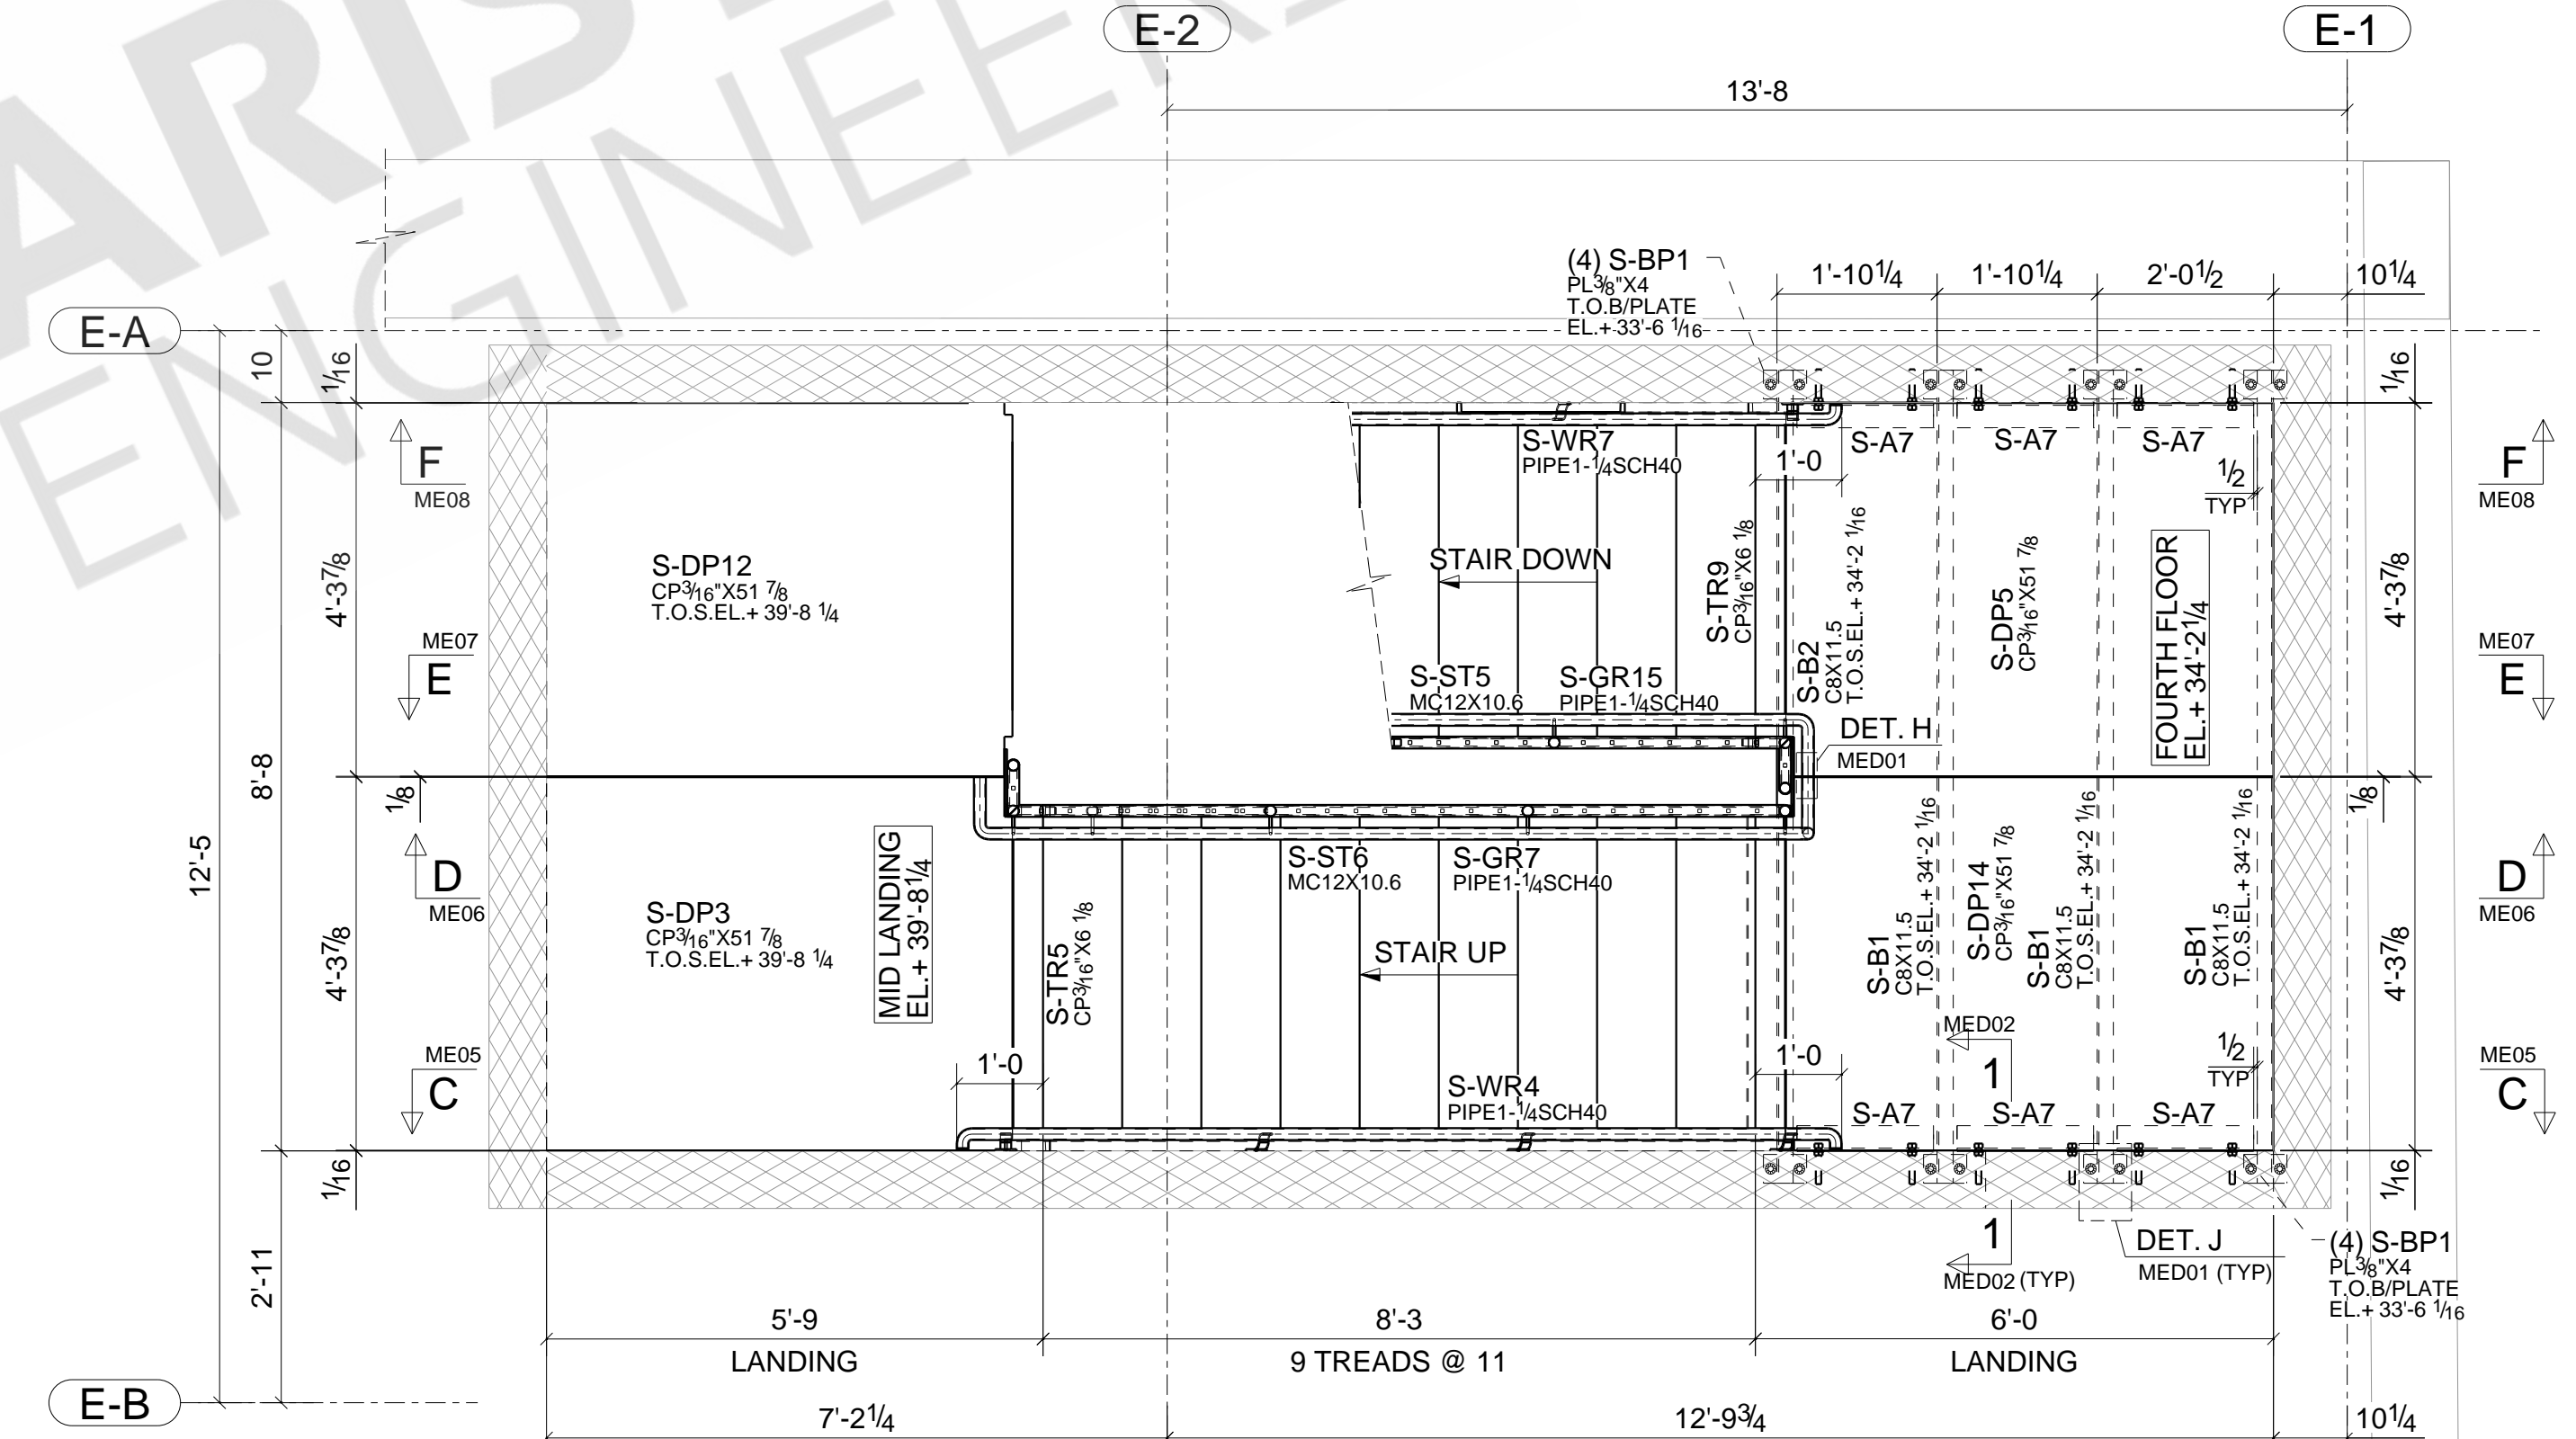 ARIS
ENGINEERS
E-2
E-1
13'-8
(4) S-BP1
PL3/8"X4
T.O.B/PLATE
EL.+ 33'-6 1/16
1'-10 1/4
1'-10 1/4
2'-0 1/2
10 1/4
E-A
10
1/16
1/16
S-WR7
PIPE1-1/4SCH40
1'-0
S-A7
S-A7
S-A7
1/2
TYP
F
ME08
F
ME08
S-DP12
CP3/16"X51 7/8
T.O.S.EL.+ 39'-8 1/4
4'-3 7/8
STAIR DOWN
S-TR9
CP3/16"X6 1/8
S-B2
C8X11.5
T.O.S.EL.+ 34'-2 1/16
S-DP5
CP3/16"X51 7/8
FOURTH FLOOR
EL.+ 34'-2 1/4
4'-3 7/8
ME07
E
ME07
E
S-ST5
MC12X10.6
S-GR15
PIPE1-1/4SCH40
DET. H
MED01
8'-8
1/8
1/8
12'-5
D
ME06
D
ME06
S-ST6
MC12X10.6
S-GR7
PIPE1-1/4SCH40
MID LANDING
EL.+ 39'-8 1/4
S-DP3
CP3/16"X51 7/8
T.O.S.EL.+ 39'-8 1/4
4'-3 7/8
S-TR5
CP3/16"X6 1/8
STAIR UP
S-B1
C8X11.5
T.O.S.EL.+ 34'-2 1/16
S-DP14
CP3/16"X51 7/8
S-B1
C8X11.5
T.O.S.EL.+ 34'-2 1/16
S-B1
C8X11.5
T.O.S.EL.+ 34'-2 1/16
4'-3 7/8
MED02
1
ME05
C
ME05
C
1'-0
1'-0
1/2
TYP
S-WR4
PIPE1-1/4SCH40
S-A7
S-A7
S-A7
1/16
1/16
1
MED02 (TYP)
DET. J
MED01 (TYP)
(4) S-BP1
PL3/8"X4
T.O.B/PLATE
EL.+ 33'-6 1/16
2'-11
5'-9
LANDING
8'-3
9 TREADS @ 11
6'-0
LANDING
E-B
7'-2 1/4
12'-9 3/4
10 1/4